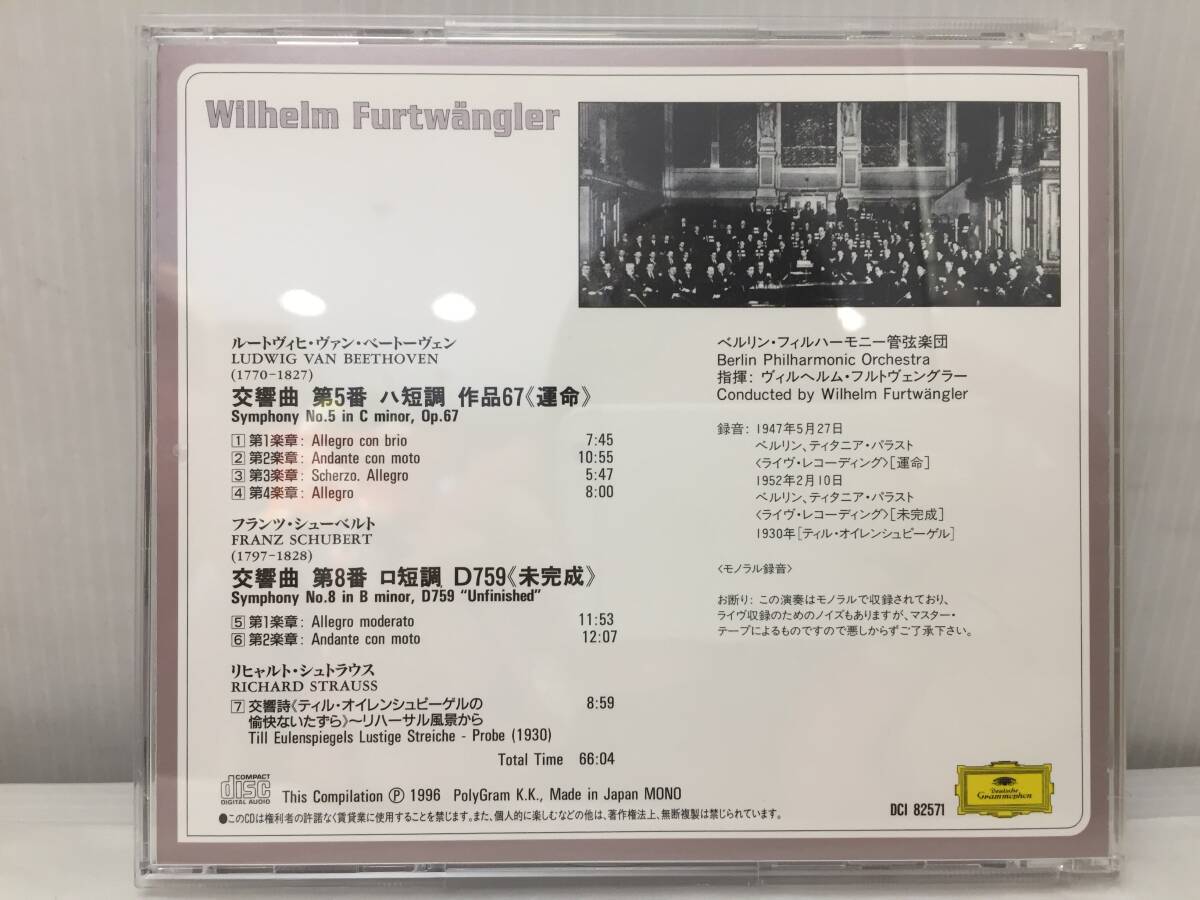 Wilhelm Furtwängler
ルートヴィヒ・ヴァン・ベートーヴェン
LUDWIG VAN BEETHOVEN
(1770-1827)
交響曲 第5番 ハ短調 作品67《運命》
Symphony No.5 in C minor, Op.67
1 第1楽章: Allegro con brio 7:45
2 第2楽章: Andante con moto 10:55
3 第3楽章: Scherzo. Allegro 5:47
4 第4楽章: Allegro 8:00
フランツ・シューベルト
FRANZ SCHUBERT
(1797-1828)
交響曲 第8番 ロ短調 D759《未完成》
Symphony No.8 in B minor, D759 "Unfinished"
5 第1楽章: Allegro moderato 11:53
6 第2楽章: Andante con moto 12:07
リヒャルト・シュトラウス
RICHARD STRAUSS
7 交響詩《ティル・オイレンシュピーゲルの 8:59
愉快ないたずら》〜リハーサル風景から
Till Eulenspiegels Lustige Streiche - Probe (1930)
Total Time 66:04
ベルリン・フィルハーモニー管弦楽団
Berlin Philharmonic Orchestra
指揮: ヴィルヘルム・フルトヴェングラー
Conducted by Wilhelm Furtwängler
録音: 1947年5月27日
ベルリン、ティタニア・パラスト
〈ライヴ・レコーディング〉[運命]
1952年2月10日
ベルリン、ティタニア・パラスト
〈ライヴ・レコーディング〉[未完成]
1930年[ティル・オイレンシュピーゲル]
〈モノラル録音〉
お断り: この演奏はモノラルで収録されており、
ライヴ収録のためのノイズもありますが、マスター・
テープによるものですので悪しからずご了承下さい。
COMPACT
disc
DIGITAL AUDIO
This Compilation Ⓟ 1996 PolyGram K.K., Made in Japan MONO
●このCDは権利者の許諾なく賃貸業に使用することを禁じます。また、個人的に楽しむなどの他は、著作権法上、無断複製は禁じられています。
DCI 82571
Deutsche
Grammophon